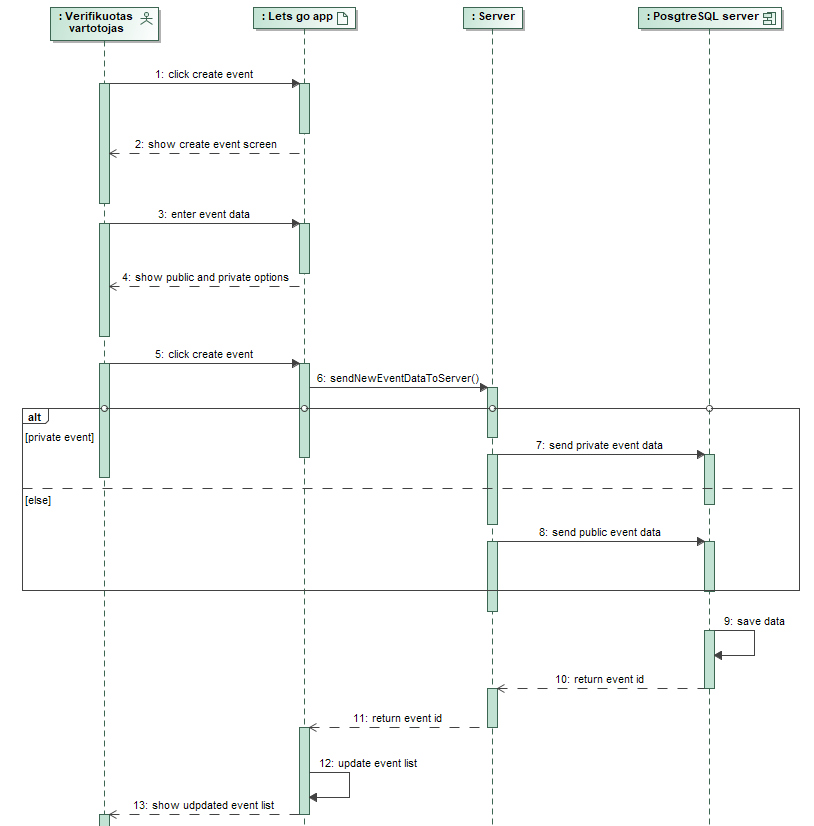 : Verifikuotas
vartotojas
: Lets go app
: Server
: PosgtreSQL server
1: click create event
2: show create event screen
3: enter event data
4: show public and private options
5: click create event
6: sendNewEventDataToServer()
alt
[private event]
7: send private event data
[else]
8: send public event data
9: save data
10: return event id
11: return event id
12: update event list
13: show udpdated event list